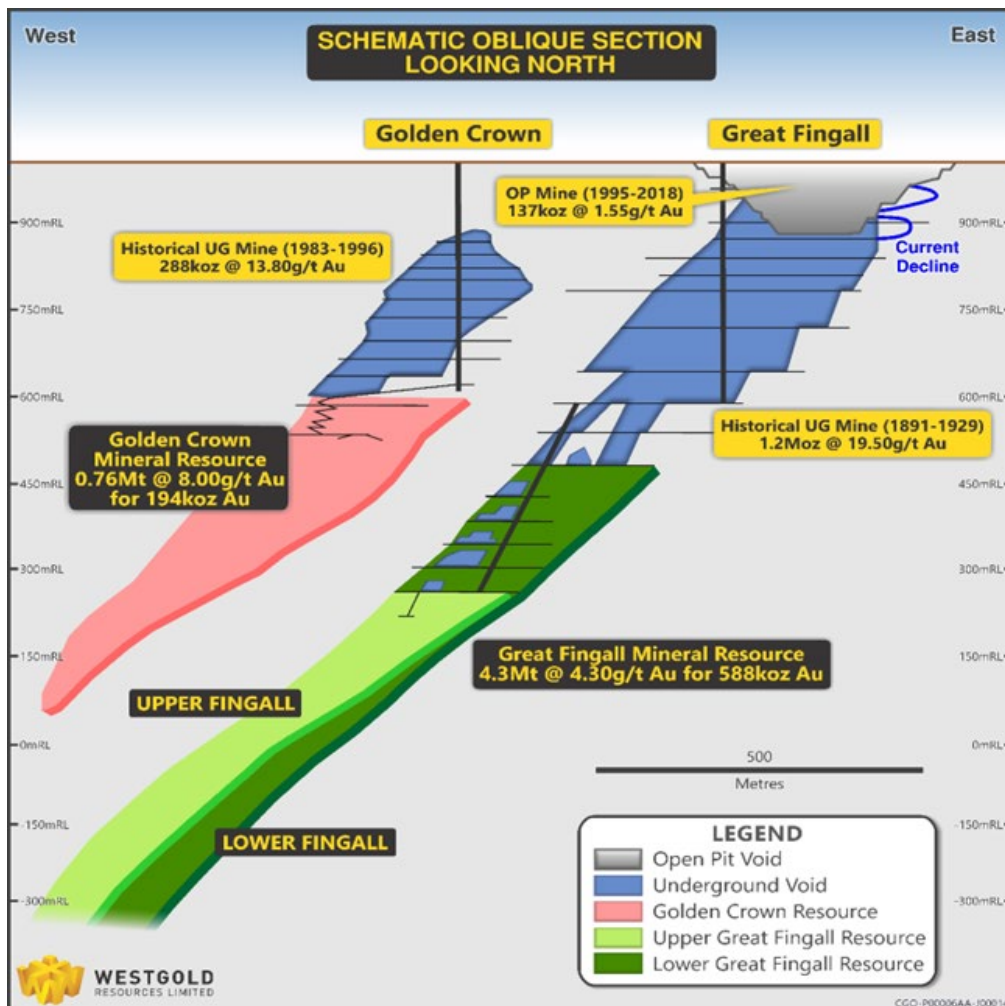 West
SCHEMATIC OBLIQUE SECTION
LOOKING NORTH
East
Golden Crown
Great Fingall
OP Mine (1995-2018)
137koz @ 1.55g/t Au
900mRL
900mRL
Historical UG Mine (1983-1996)
288koz @ 13.80g/t Au
Current
Decline
750mRL
750mRL
600mRL
600mRL
Historical UG Mine (1891-1929)
1.2Moz @ 19.50g/t Au
Golden Crown
Mineral Resource
0.76Mt @ 8.00g/t Au
for 194koz Au
450mRL
450mRL
300mRL
300mRL
Great Fingall Mineral Resource
4.3Mt @ 4.30g/t Au for 588koz Au
150mRL
150mRL
UPPER FINGALL
0mRL
0mRL
500
Metres
-150mRL
-150mRL
LOWER FINGALL
LEGEND
Open Pit Void
Underground Void
Golden Crown Resource
Upper Great Fingall Resource
Lower Great Fingall Resource
-300mRL
-300mRL
WESTGOLD
RESOURCES LIMITED